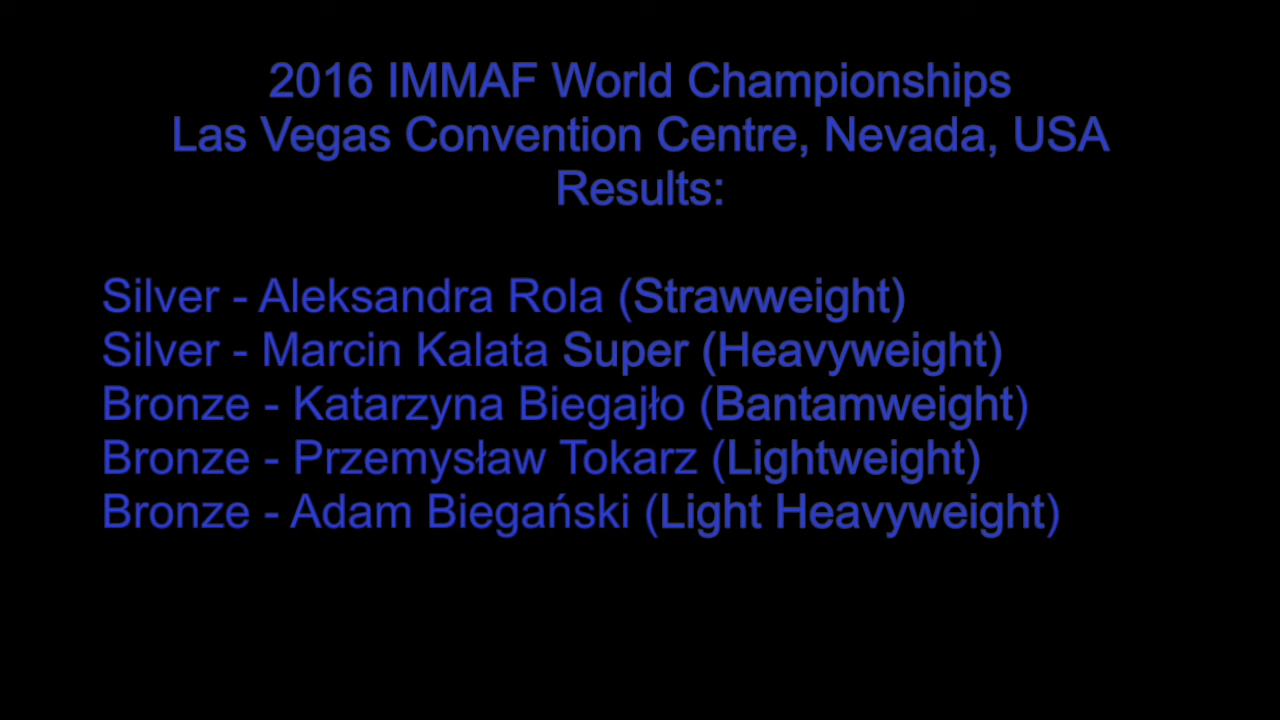 2016 IMMAF World Championships
Las Vegas Convention Centre, Nevada, USA
Results:
Silver - Aleksandra Rola (Strawweight)
Silver - Marcin Kalata Super (Heavyweight)
Bronze - Katarzyna Biegajło (Bantamweight)
Bronze - Przemysław Tokarz (Lightweight)
Bronze - Adam Biegański (Light Heavyweight)